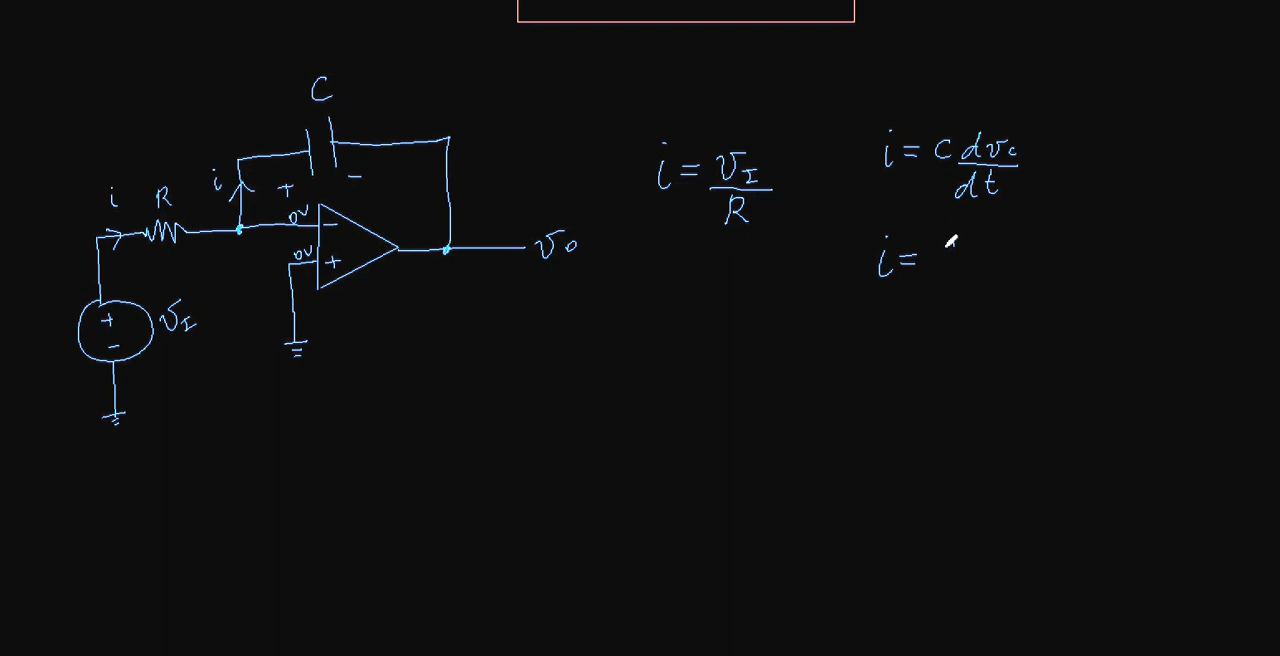 C
i = v_I / R
i = C dv_c / dt
i =
i
R
i
+
-
0V
-
0V
+
v_o
+
-
v_I